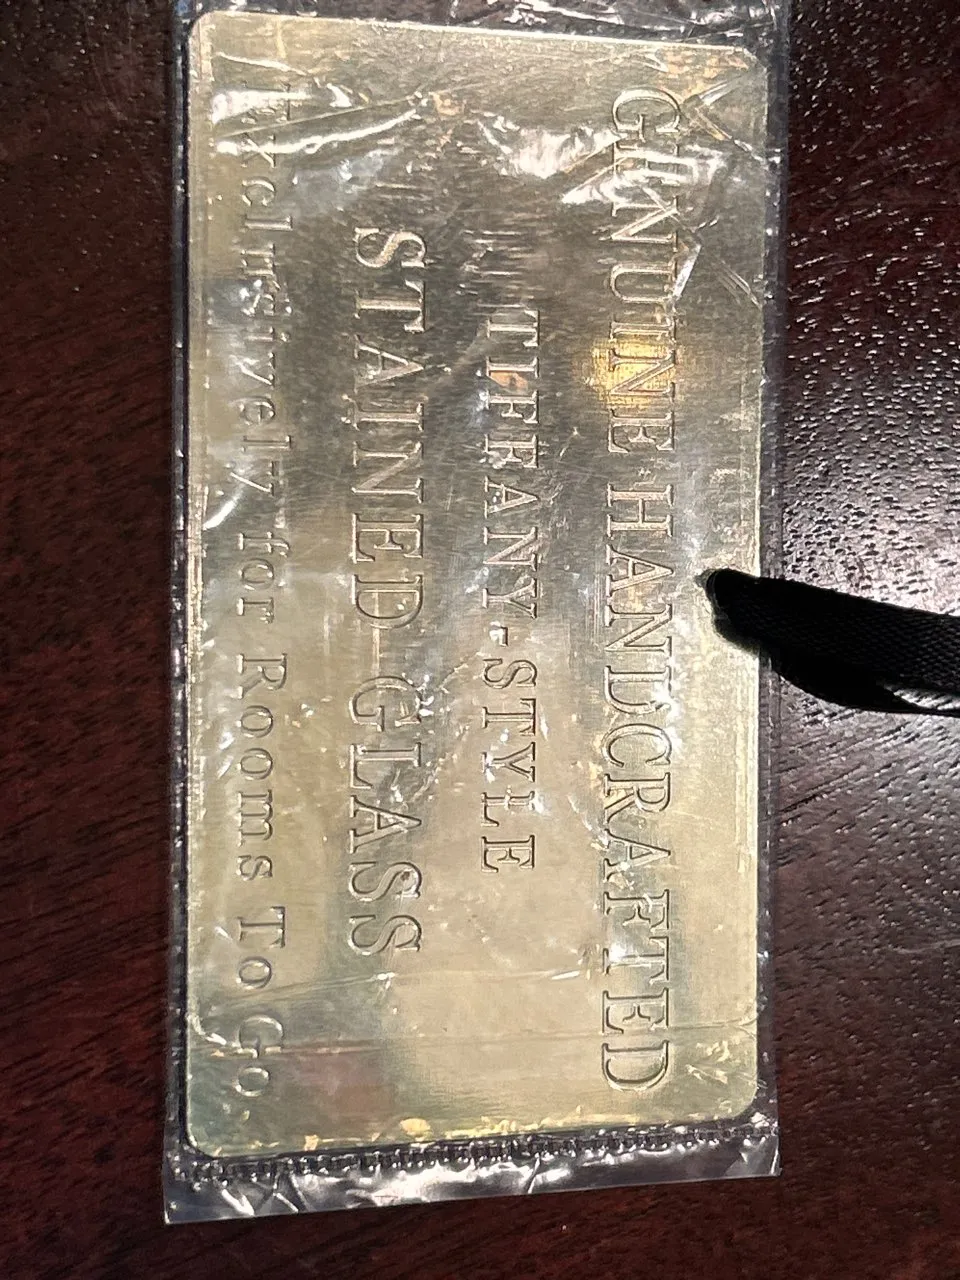 GENUINE HANDCRAFTED
TIFFANY-STYLE
STAINED GLASS
Exclusively for Rooms To Go